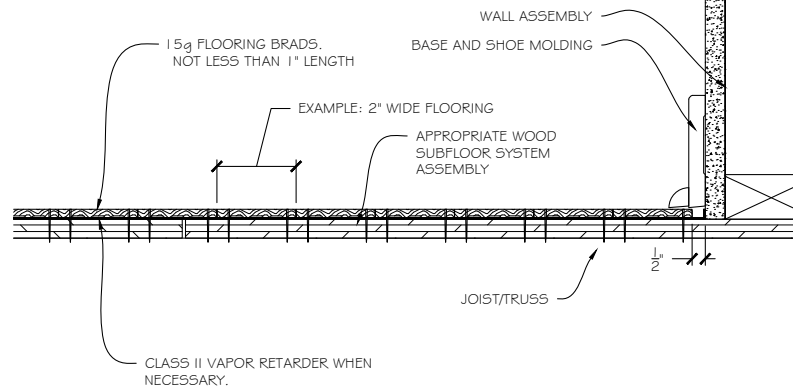 WALL ASSEMBLY
15g FLOORING BRADS.
NOT LESS THAN 1" LENGTH
BASE AND SHOE MOLDING
EXAMPLE: 2" WIDE FLOORING
APPROPRIATE WOOD
SUBFLOOR SYSTEM
ASSEMBLY
1/2"
JOIST/TRUSS
CLASS II VAPOR RETARDER WHEN
NECESSARY.